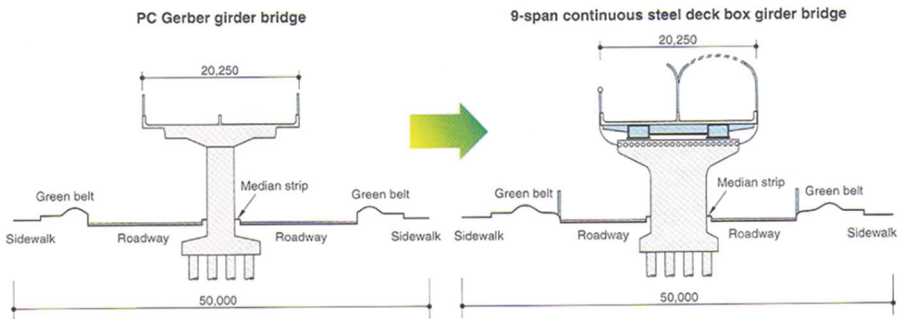 PC Gerber girder bridge
20,250
Green belt
Median strip
Green belt
Sidewalk
Roadway
Roadway
Sidewalk
50,000
9-span continuous steel deck box girder bridge
20,250
Green belt
Median strip
Green belt
Sidewalk
Roadway
Roadway
Sidewalk
50,000